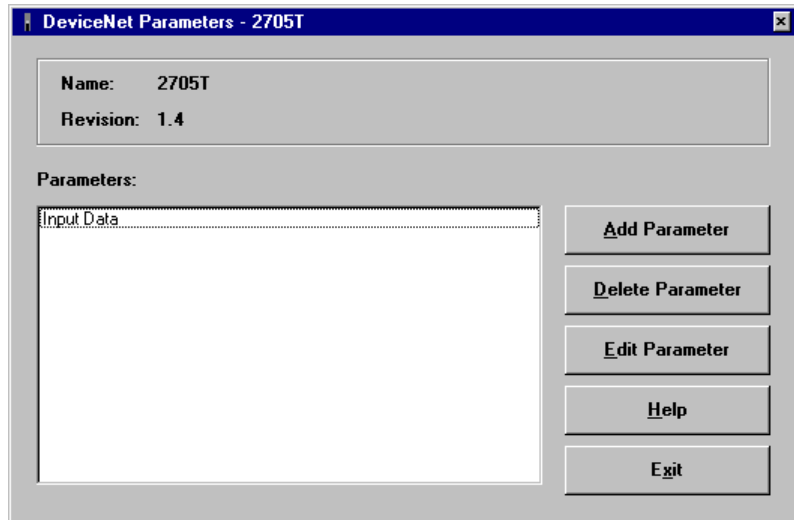 DeviceNet Parameters - 2705T
Name: 2705T
Revision: 1.4
Parameters:
Input Data
Add Parameter
Delete Parameter
Edit Parameter
Help
Exit